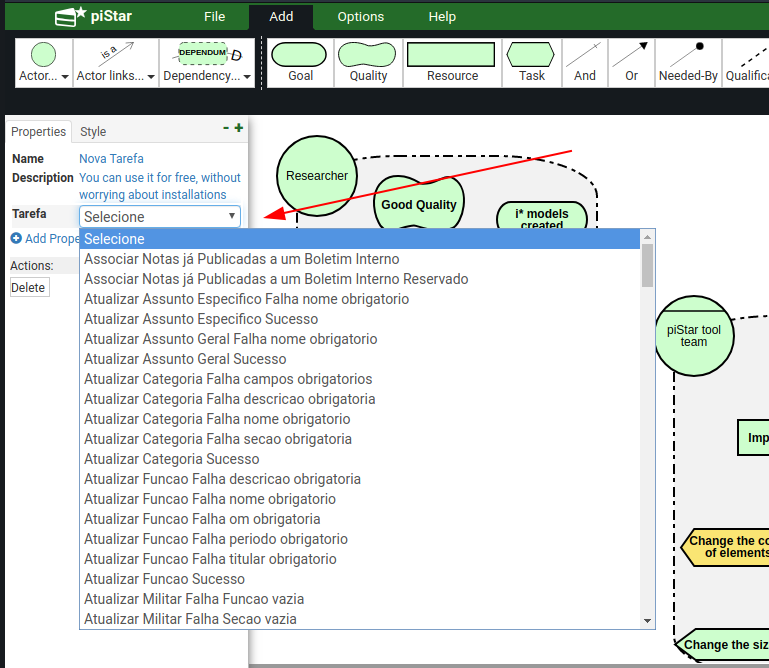 piStar File Add Options Help
is a DEPENDUM
Actor... Actor links... Dependency... Goal Quality Resource Task And Or Needed-By Qualific
Properties Style - +
Name Nova Tarefa
Description You can use it for free, without
worrying about installations
Tarefa Selecione
Add Prope
Actions:
Delete
Selecione
Associar Notas já Publicadas a um Boletim Interno
Associar Notas já Publicadas a um Boletim Interno Reservado
Atualizar Assunto Especifico Falha nome obrigatorio
Atualizar Assunto Especifico Sucesso
Atualizar Assunto Geral Falha nome obrigatorio
Atualizar Assunto Geral Sucesso
Atualizar Categoria Falha campos obrigatorios
Atualizar Categoria Falha descricao obrigatoria
Atualizar Categoria Falha nome obrigatorio
Atualizar Categoria Falha secao obrigatoria
Atualizar Categoria Sucesso
Atualizar Funcao Falha descricao obrigatoria
Atualizar Funcao Falha nome obrigatorio
Atualizar Funcao Falha om obrigatoria
Atualizar Funcao Falha periodo obrigatorio
Atualizar Funcao Falha titular obrigatorio
Atualizar Funcao Sucesso
Atualizar Militar Falha Funcao vazia
Atualizar Militar Falha Secao vazia
Researcher
Good Quality
i* models
created
piStar tool
team
Imp
Change the co
of elements
Change the siz